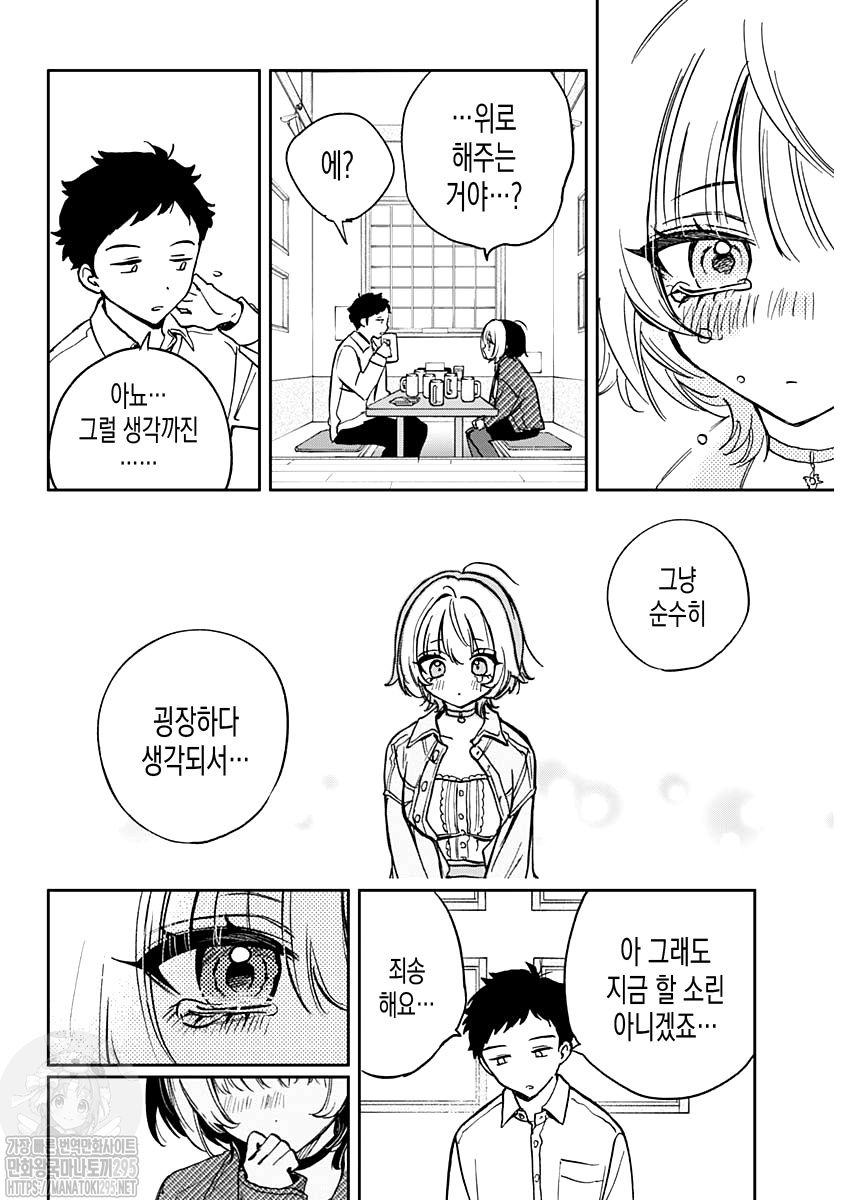 …위로
해주는
거야…?
에?
아뇨…
그럴 생각까진
……
그냥
순수히
굉장하다
생각되서…
아 그래도
지금 할 소린
아니겠죠…
죄송
해요…
가장 빠른 번역만화사이트
만화왕국마나토끼295
HTTPS://MANATOKI295.NET